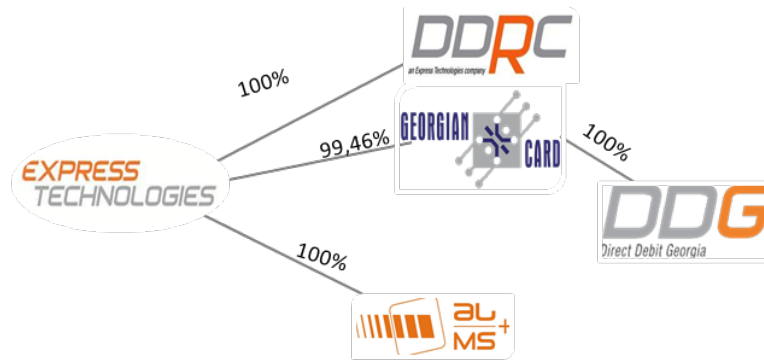 DDRC
an Express Technologies company
100%
GEORGIAN
CARD
99,46%
100%
EXPRESS
TECHNOLOGIES
DDG
Direct Debit Georgia
100%
aL
MS+